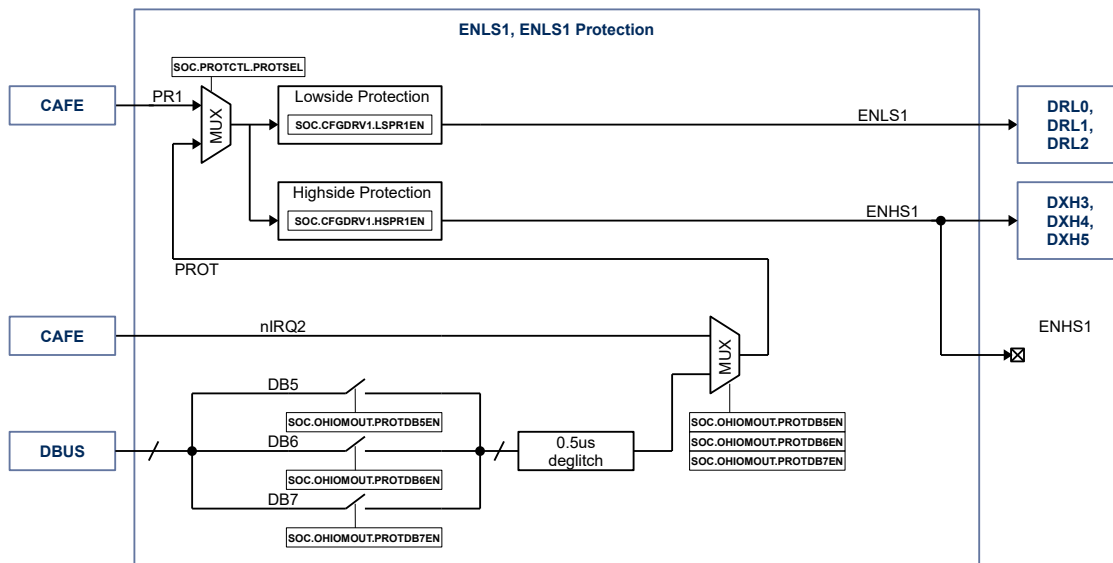 ENLS1, ENLS1 Protection
SOC.PROTCTL.PROTSEL
CAFE
PR1
MUX
Lowside Protection
SOC.CFGDRV1.LSPR1EN
ENLS1
DRL0,
DRL1,
DRL2
Highside Protection
SOC.CFGDRV1.HSPR1EN
ENHS1
DXH3,
DXH4,
DXH5
PROT
CAFE
nIRQ2
MUX
ENHS1
DB5
SOC.OHIOMOUT.PROTDB5EN
SOC.OHIOMOUT.PROTDB5EN
DBUS
DB6
0.5us
deglitch
SOC.OHIOMOUT.PROTDB6EN
SOC.OHIOMOUT.PROTDB7EN
SOC.OHIOMOUT.PROTDB6EN
DB7
SOC.OHIOMOUT.PROTDB7EN